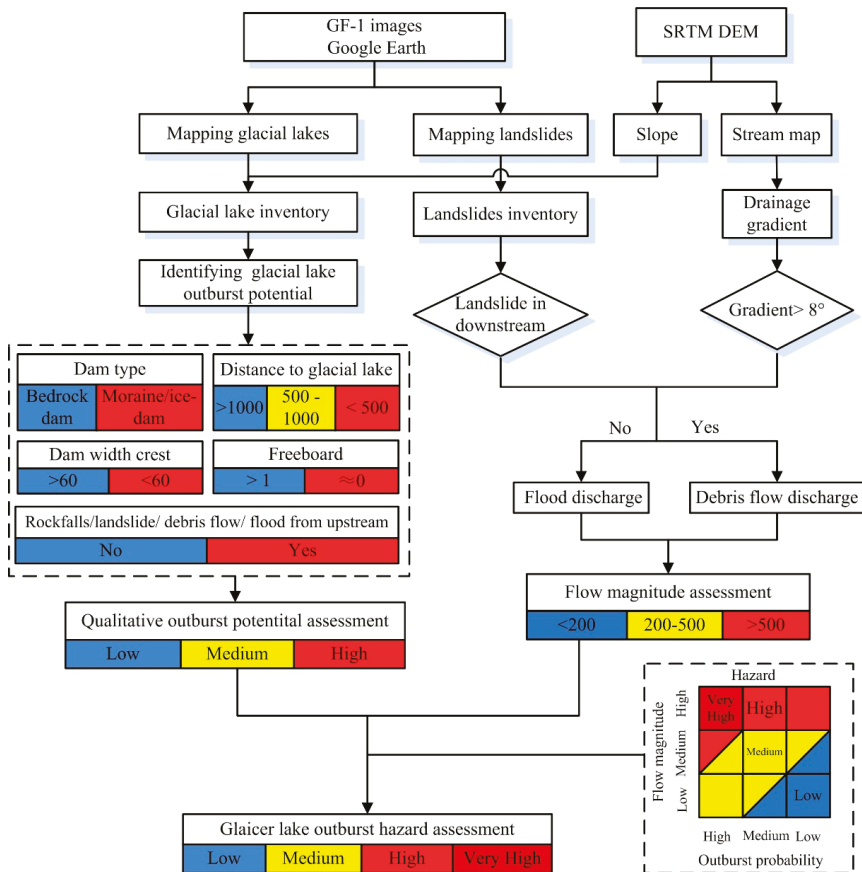 GF-1 images
Google Earth
SRTM DEM
Mapping glacial lakes
Mapping landslides
Slope
Stream map
Glacial lake inventory
Landslides inventory
Drainage
gradient
Identifying glacial lake
outburst potential
Landslide in
downstream
Gradient> 8°
Dam type
Bedrock
dam
Moraine/ice-
dam
Distance to glacial lake
>1000
500 -
1000
< 500
Dam width crest
>60
<60
Freeboard
> 1
≈0
Rockfalls/landslide/ debris flow/ flood from upstream
No
Yes
No
Yes
Flood discharge
Debris flow discharge
Flow magnitude assessment
<200
200-500
>500
Qualitative outburst potentital assessment
Low
Medium
High
Hazard
Flow magnitude
High
Medium
Low
Very
High
High
Medium
Low
High
Medium
Low
Outburst probability
Glaicer lake outburst hazard assessment
Low
Medium
High
Very High